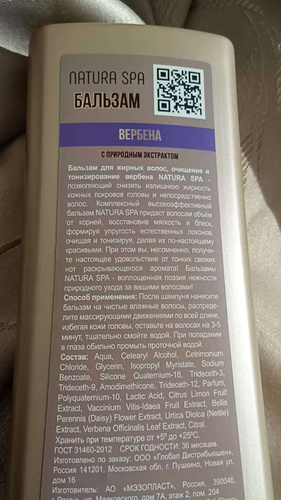 NATURA SPA
БАЛЬЗАМ
ВЕРБЕНА
С ПРИРОДНЫМ ЭКСТРАКТОМ
Бальзам для жирных волос, очищение и
тонизирование вербена NATURA SPA -
позволяющий снизить излишнюю жирность
кожных покровов головы и непосредственно
волос. Комплексный высокоэффективный
бальзам NATURA SPA придаст волосам объём
от корней, восстановив мягкость и блеск,
формируя упругость естественных локонов,
очищая и тонизируя, делая их по-настоящему
красивыми. При этом вы, несомненно, получите
настоящее удовольствие от тонких свежих
нот раскрывающегося аромата! Бальзамы
NATURA SPA - воплощенная поэзия нежности
природного ухода за вашими волосами!
Способ применения: После шампуня нанесите
бальзам на чистые влажные волосы, распреде-
лите массирующими движениями по всей длине,
избегая кожи головы, оставьте на волосах на 3-5
минут, тщательно смойте водой. При попадании
в глаза обильно промыть проточной водой.
Состав: Aqua, Cetearyl Alcohol, Cetrimonium
Chloride, Glycerin, Isopropyl Myristate, Sodium
Benzoate, Silicone Quaternium-18, Trideceth-3,
Trideceth-9, Amodimethicone, Trideceth-12, Parfum,
Polyquaternium-10, Lactic Acid, Citrus Limon Fruit
Extract, Vaccinium Vitis-Idaea Fruit Extract, Bellis
Perennis (Daisy) Flower Extract, Urtica Dioica (Nettle)
Extract, Verbena Officinalis Leaf Extract, Citral.
Хранить при температуре от +5° до +25°С.
ГОСТ 31460-2012 СРОК ГОДНОСТИ: 36 месяцев.
Изготовлено для: ООО «Глобал Дистрибьюшен»,
Россия 141201, Московская обл., г. Пушкино, Новая ул.
дом 16
Изготовитель: АО «МЭЗОПЛАСТ», Россия,